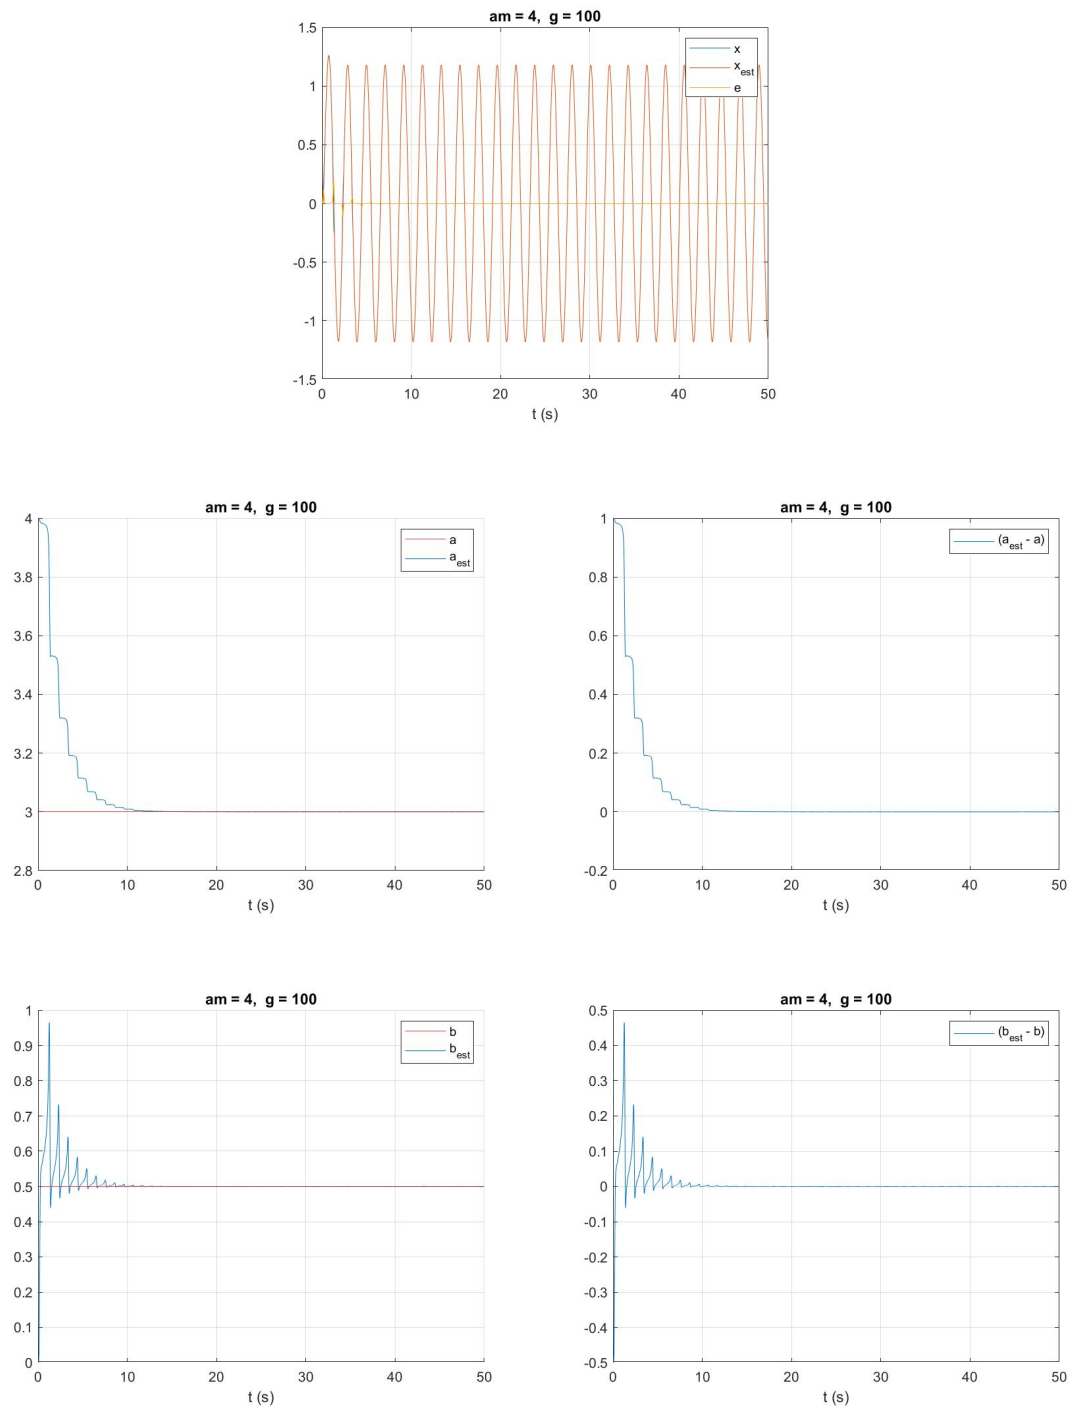 am = 4,  g = 100
1.5
1
0.5
0
-0.5
-1
-1.5
x
x_est
e
0 10 20 30 40 50
t (s)
am = 4,  g = 100
4
3.8
3.6
3.4
3.2
3
2.8
a
a_est
0 10 20 30 40 50
t (s)
am = 4,  g = 100
1
0.8
0.6
0.4
0.2
0
-0.2
(a_est - a)
0 10 20 30 40 50
t (s)
am = 4,  g = 100
1
0.9
0.8
0.7
0.6
0.5
0.4
0.3
0.2
0.1
0
b
b_est
0 10 20 30 40 50
t (s)
am = 4,  g = 100
0.5
0.4
0.3
0.2
0.1
0
-0.1
-0.2
-0.3
-0.4
-0.5
(b_est - b)
0 10 20 30 40 50
t (s)